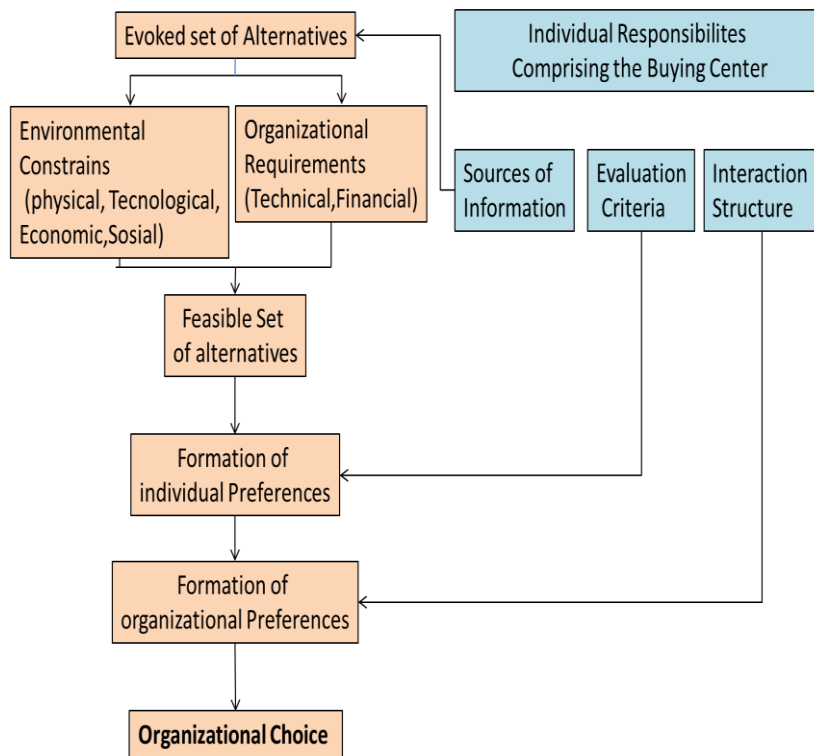 Evoked set of Alternatives
Individual Responsibilites
Comprising the Buying Center
Environmental
Constrains
(physical, Tecnological,
Economic,Sosial)
Organizational
Requirements
(Technical,Financial)
Sources of
Information
Evaluation
Criteria
Interaction
Structure
Feasible Set
of alternatives
Formation of
individual Preferences
Formation of
organizational Preferences
Organizational Choice